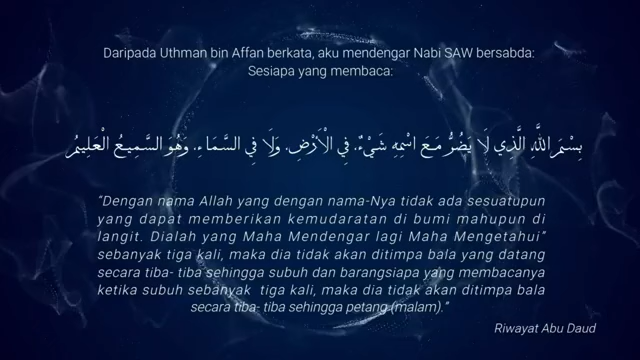 Daripada Uthman bin Affan berkata, aku mendengar Nabi SAW bersabda:
Sesiapa yang membaca:
بِسْمِ اللَّهِ الَّذِي لَا يَضُرُّ مَعَ اسْمِهِ شَيْءٌ. فِي الْأَرْضِ. وَلَا فِي السَّمَاءِ. وَهُوَ السَّمِيعُ الْعَلِيمُ
“Dengan nama Allah yang dengan nama-Nya tidak ada sesuatupun
yang dapat memberikan kemudaratan di bumi mahupun di
langit. Dialah yang Maha Mendengar lagi Maha Mengetahui”
sebanyak tiga kali, maka dia tidak akan ditimpa bala yang datang
secara tiba- tiba sehingga subuh dan barangsiapa yang membacanya
ketika subuh sebanyak tiga kali, maka dia tidak akan ditimpa bala
secara tiba- tiba sehingga petang (malam).”
Riwayat Abu Daud